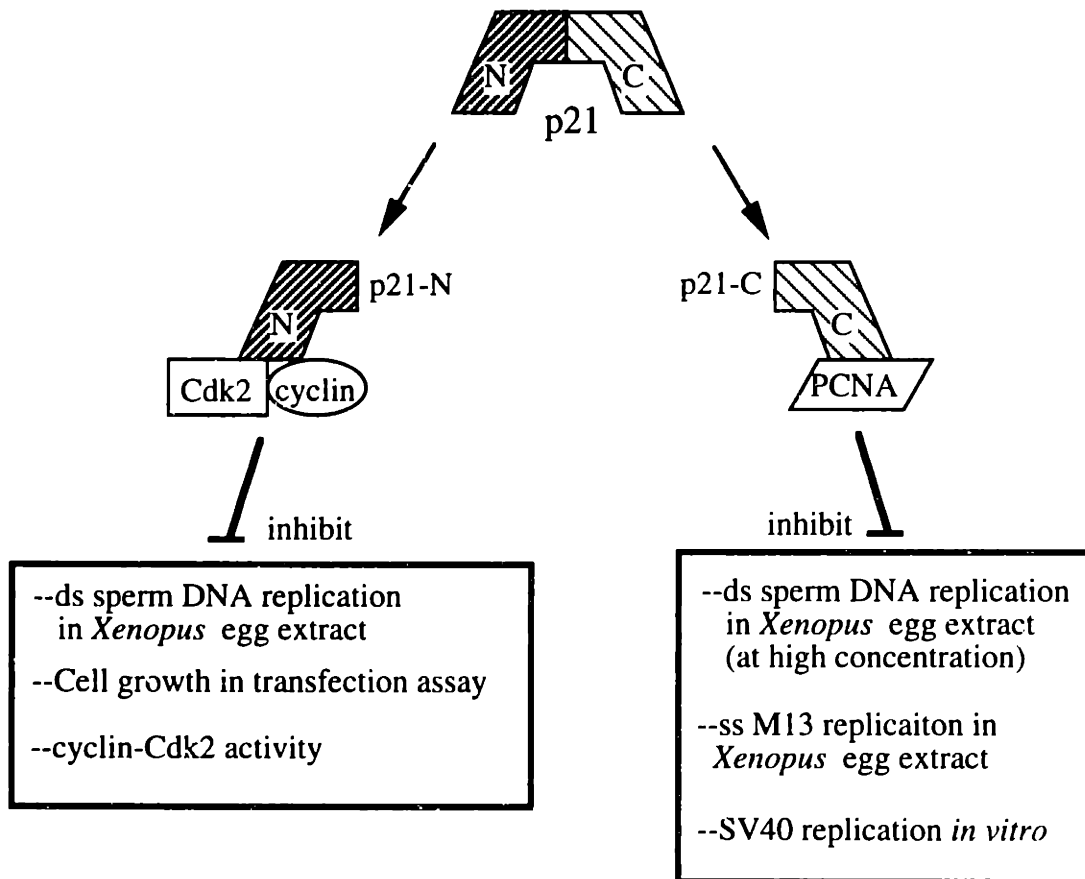 N
C
p21
p21-N
N
Cdk2
cyclin
inhibit
--ds sperm DNA replication
in Xenopus egg extract
--Cell growth in transfection assay
--cyclin-Cdk2 activity
p21-C
C
PCNA
inhibit
--ds sperm DNA replication
in Xenopus egg extract
(at high concentration)
--ss M13 replicaiton in
Xenopus egg extract
--SV40 replication in vitro